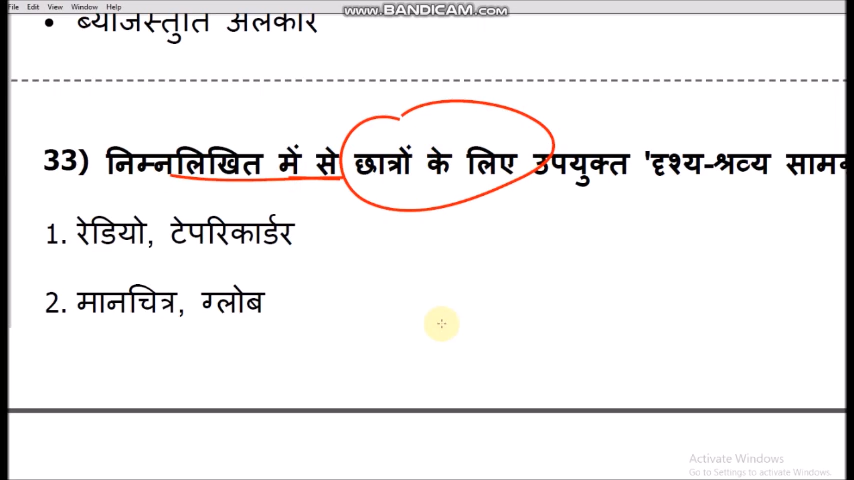 File Edit View Window Help
www.BANDICAM.com
• ब्याजस्तुति अलंकार
33) निम्नलिखित में से छात्रों के लिए उपयुक्त 'दृश्य-श्रव्य
1. रेडियो, टेपरिकार्डर
2. मानचित्र, ग्लोब
Activate Windows
Go to Settings to activate Windows.